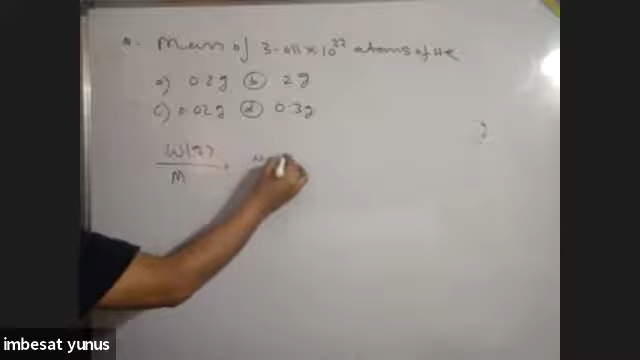 Q. Mass of 3.011×10²² atoms of He
a) 0.2g (b) 2g
c) 0.02g (d) 0.3g
W(g)
M
imbesat yunus